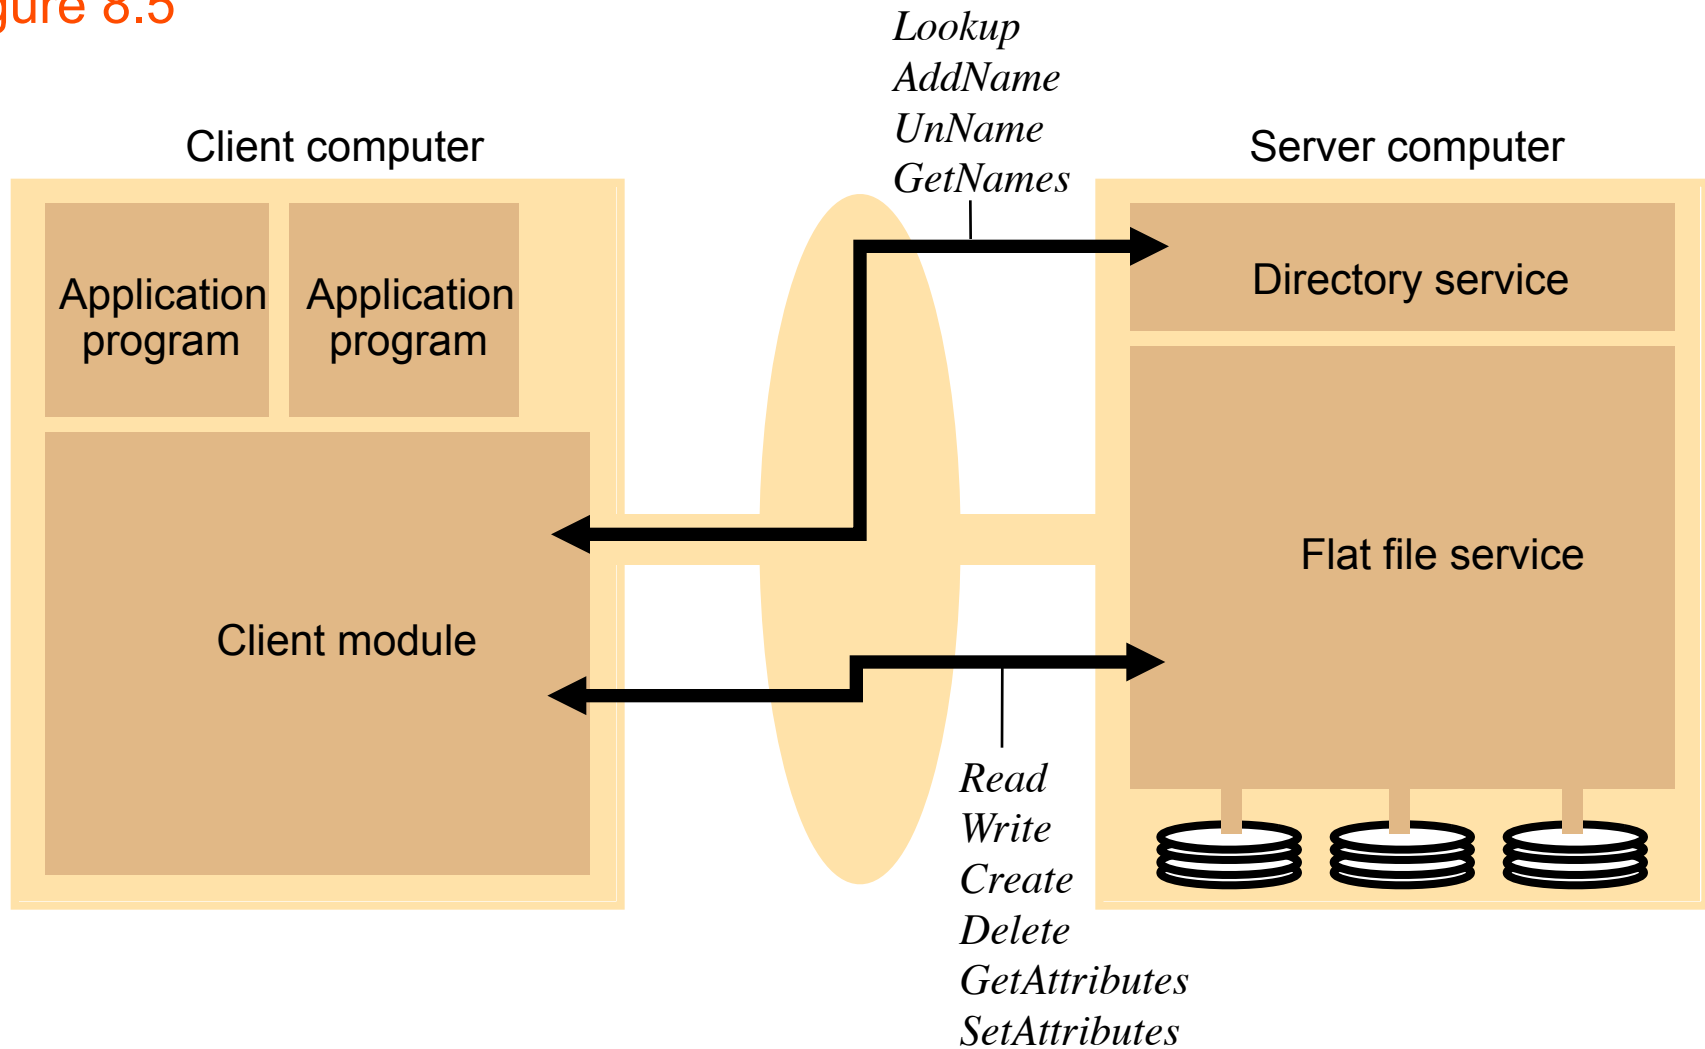 gure 8.5
Lookup
AddName
UnName
GetNames
Client computer
Server computer
Application
program
Application
program
Directory service
Client module
Flat file service
Read
Write
Create
Delete
GetAttributes
SetAttributes